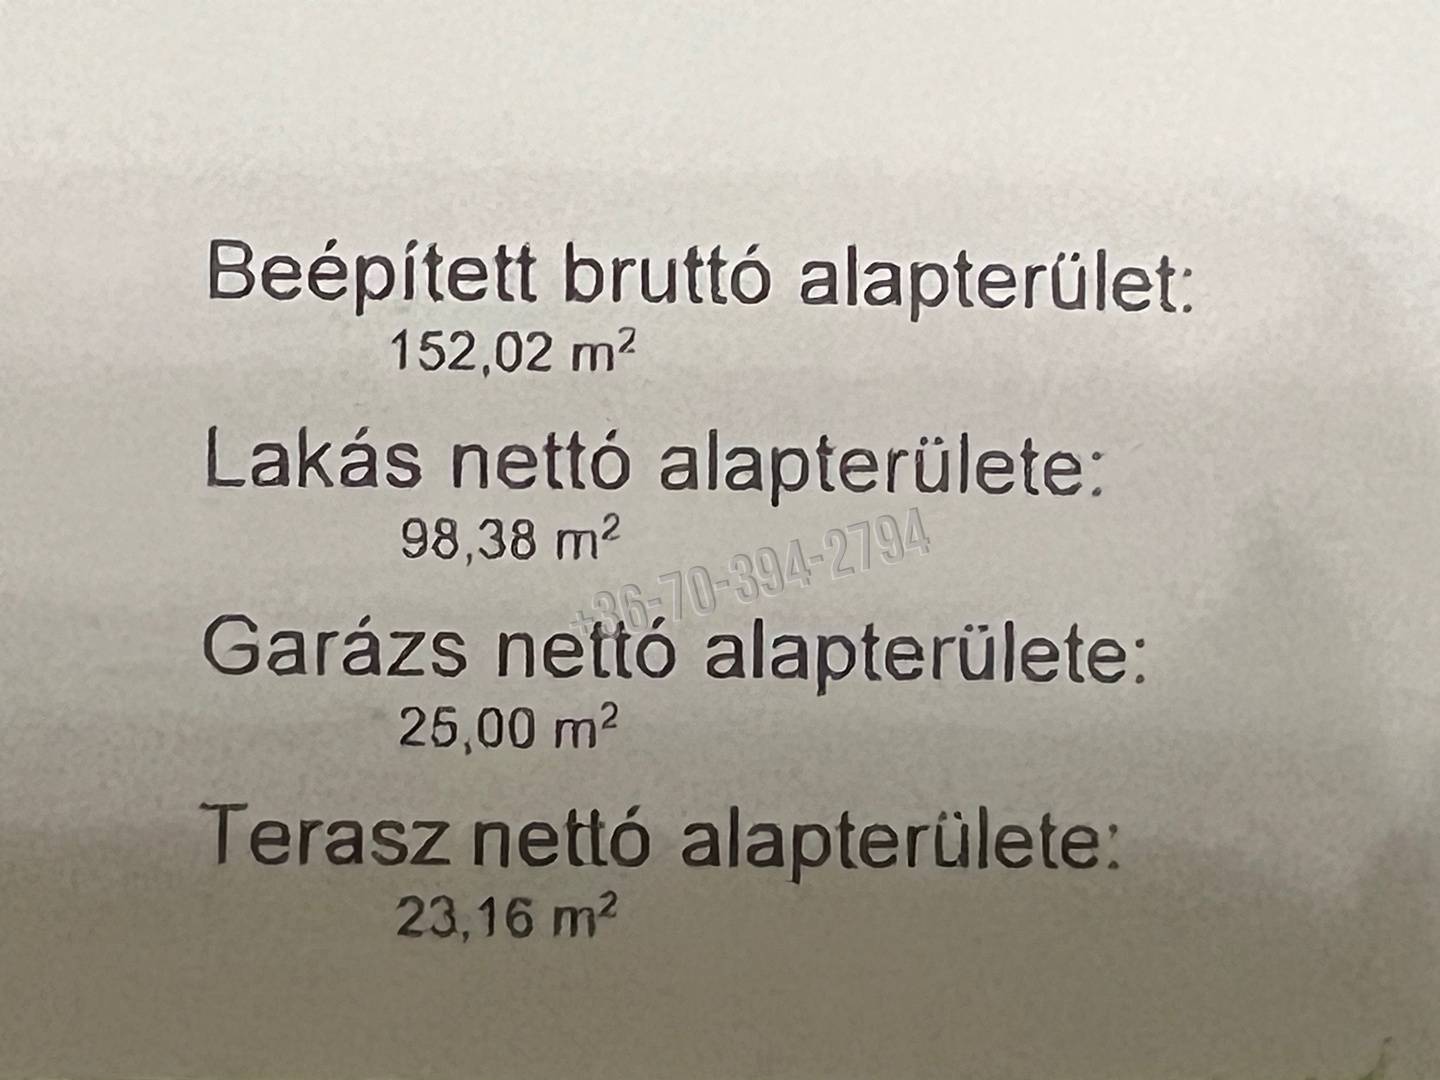 Beépített bruttó alapterület:
152,02 m²
Lakás nettó alapterülete:
98,38 m²
+36-70-394-2794
Garázs nettó alapterülete:
25,00 m²
Terasz nettó alapterülete:
23,16 m²